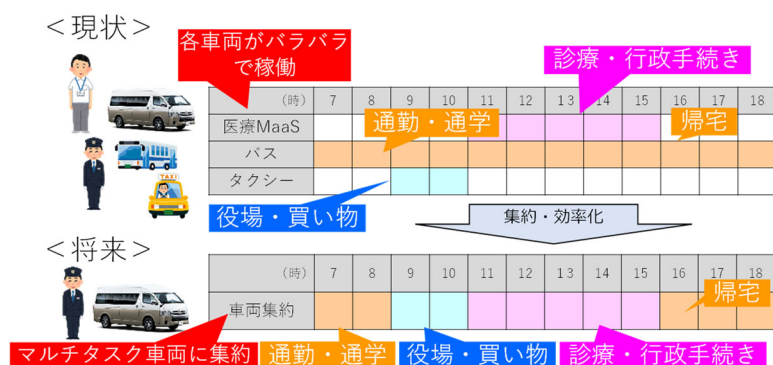 ＜現状＞
各車両がバラバラ
で稼働
診療・行政手続き
（時） 7 8 9 10 11 12 13 14 15 16 17 18
医療MaaS
通勤・通学
帰宅
バス
タクシー
TAXI
役場・買い物
集約・効率化
＜将来＞
（時） 7 8 9 10 11 12 13 14 15 16 17 18
車両集約
帰宅
マルチタスク車両に集約
通勤・通学
役場・買い物
診療・行政手続き